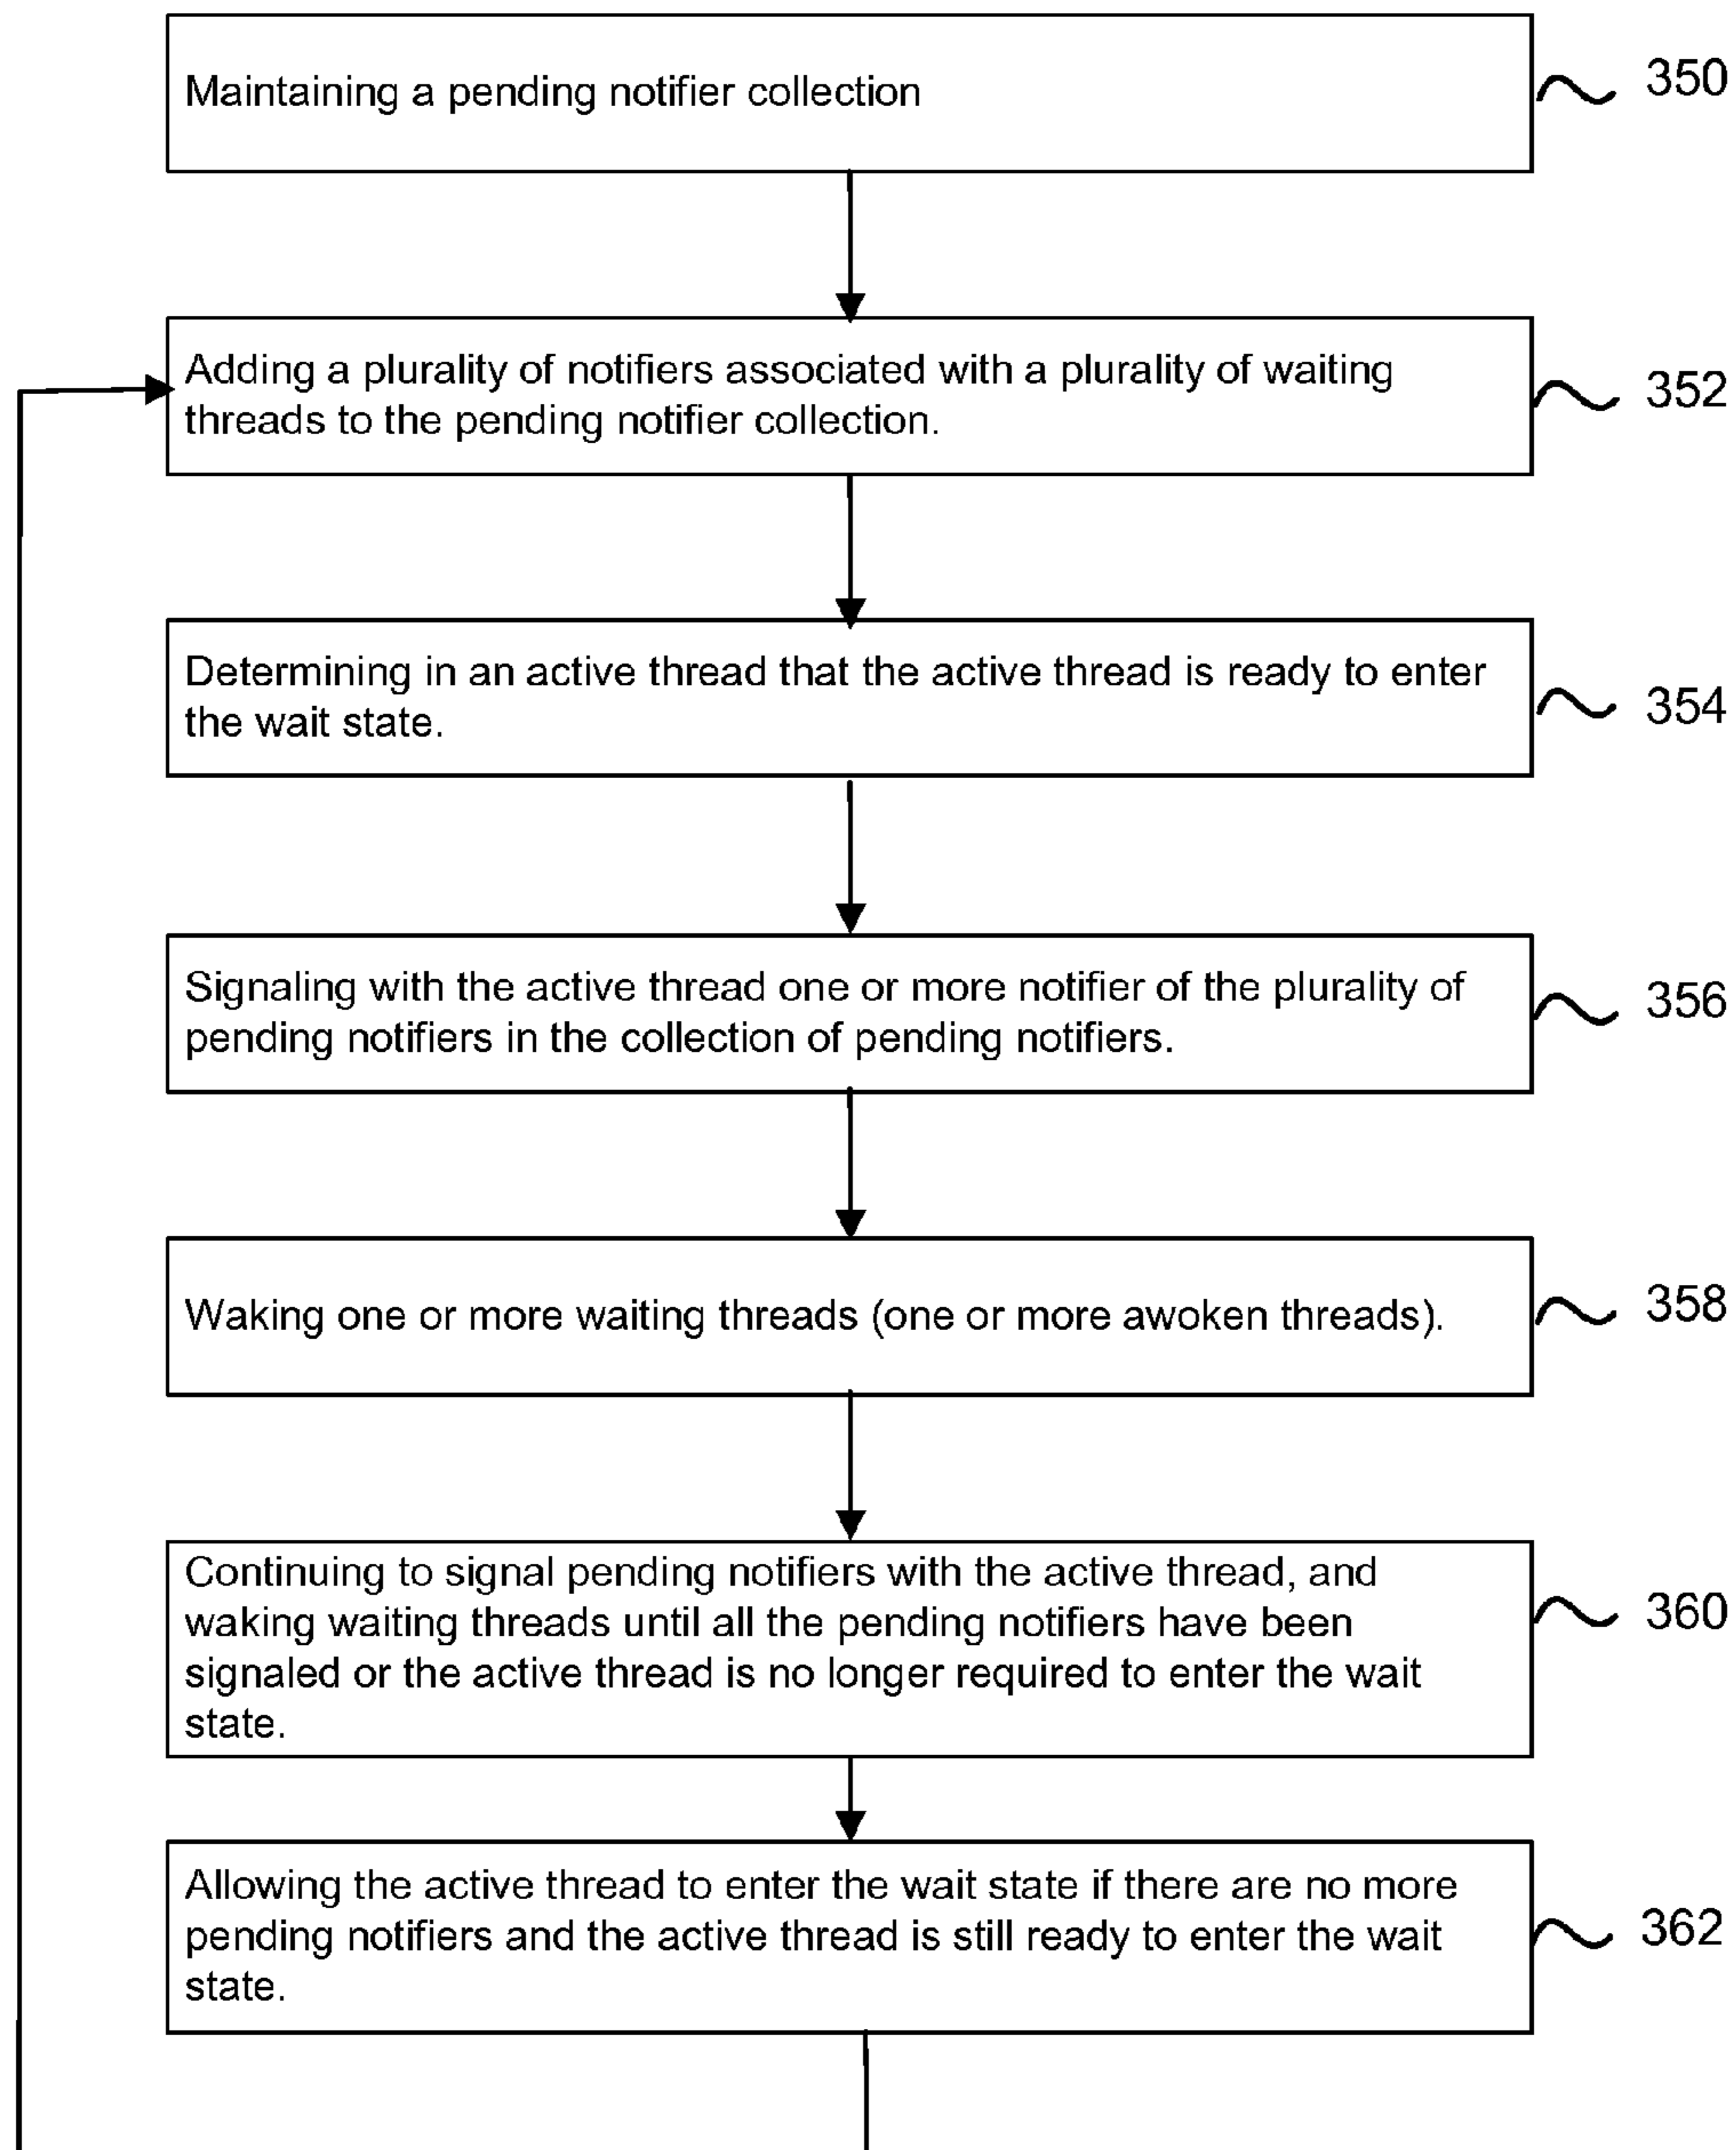 Maintaining a pending notifier collection
350
Adding a plurality of notifiers associated with a plurality of waiting
threads to the pending notifier collection.
352
Determining in an active thread that the active thread is ready to enter
the wait state.
354
Signaling with the active thread one or more notifier of the plurality of
pending notifiers in the collection of pending notifiers.
356
Waking one or more waiting threads (one or more awoken threads).
358
Continuing to signal pending notifiers with the active thread, and
waking waiting threads until all the pending notifiers have been
signaled or the active thread is no longer required to enter the wait
state.
360
Allowing the active thread to enter the wait state if there are no more
pending notifiers and the active thread is still ready to enter the wait
state.
362